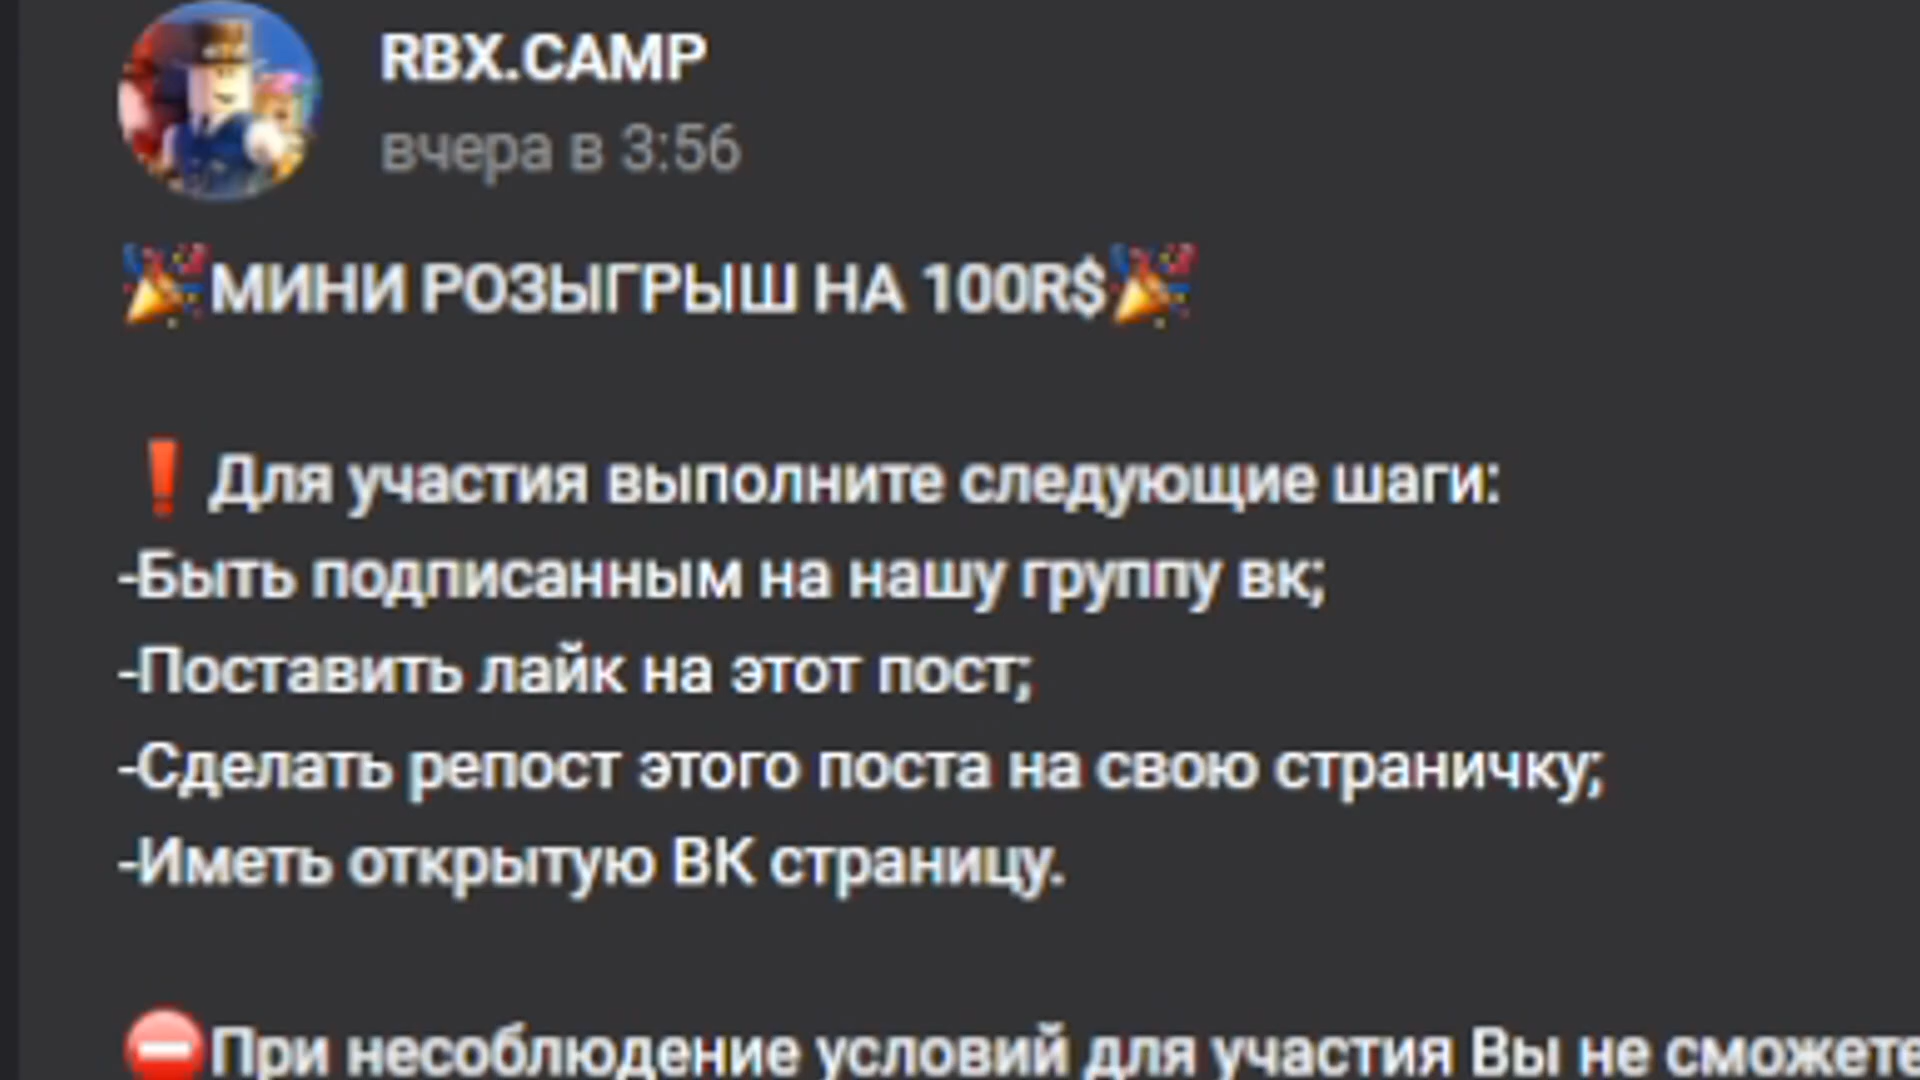 RBX.CAMP
вчера в 3:56
🎉МИНИ РОЗЫГРЫШ НА 100R$🎉
❗Для участия выполните следующие шаги:
-Быть подписанным на нашу группу вк;
-Поставить лайк на этот пост;
-Сделать репост этого поста на свою страничку;
-Иметь открытую ВК страницу.
⛔При несоблюдение условий для участия Вы не сможете